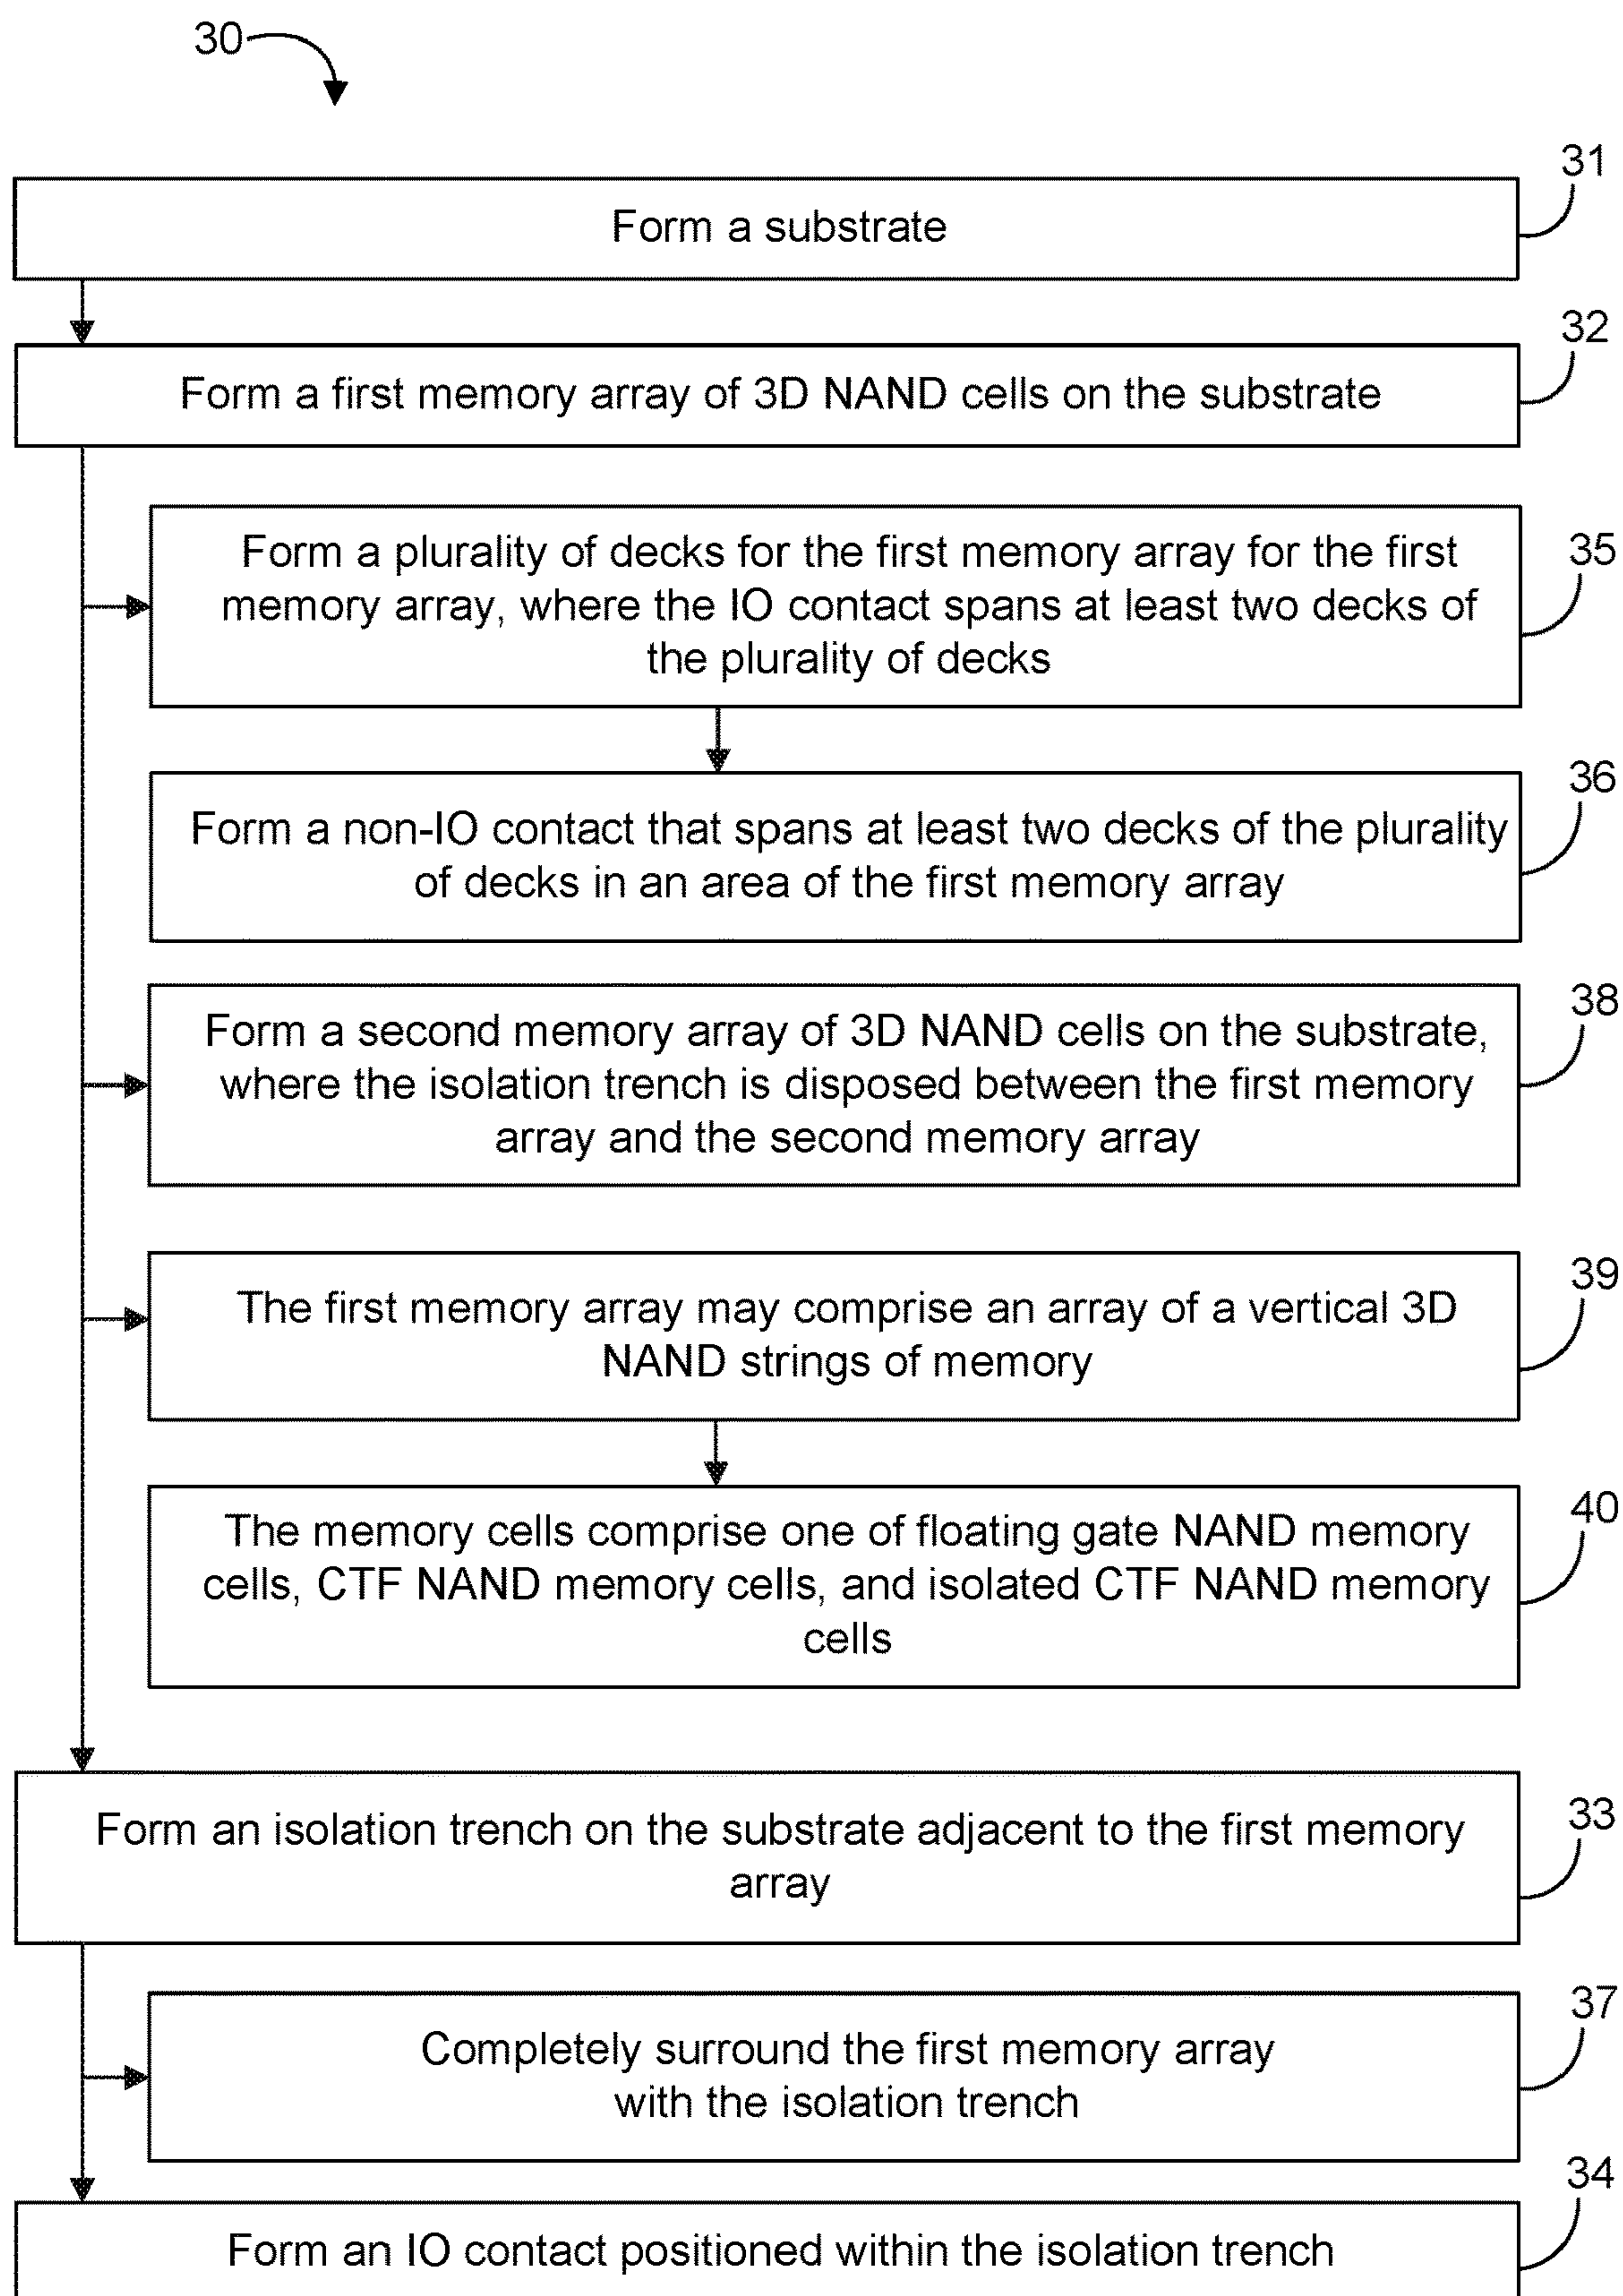 30
31
Form a substrate
32
Form a first memory array of 3D NAND cells on the substrate
35
Form a plurality of decks for the first memory array for the first
memory array, where the IO contact spans at least two decks of
the plurality of decks
36
Form a non-IO contact that spans at least two decks of the plurality
of decks in an area of the first memory array
38
Form a second memory array of 3D NAND cells on the substrate,
where the isolation trench is disposed between the first memory
array and the second memory array
39
The first memory array may comprise an array of a vertical 3D
NAND strings of memory
40
The memory cells comprise one of floating gate NAND memory
cells, CTF NAND memory cells, and isolated CTF NAND memory
cells
33
Form an isolation trench on the substrate adjacent to the first memory
array
37
Completely surround the first memory array
with the isolation trench
34
Form an IO contact positioned within the isolation trench